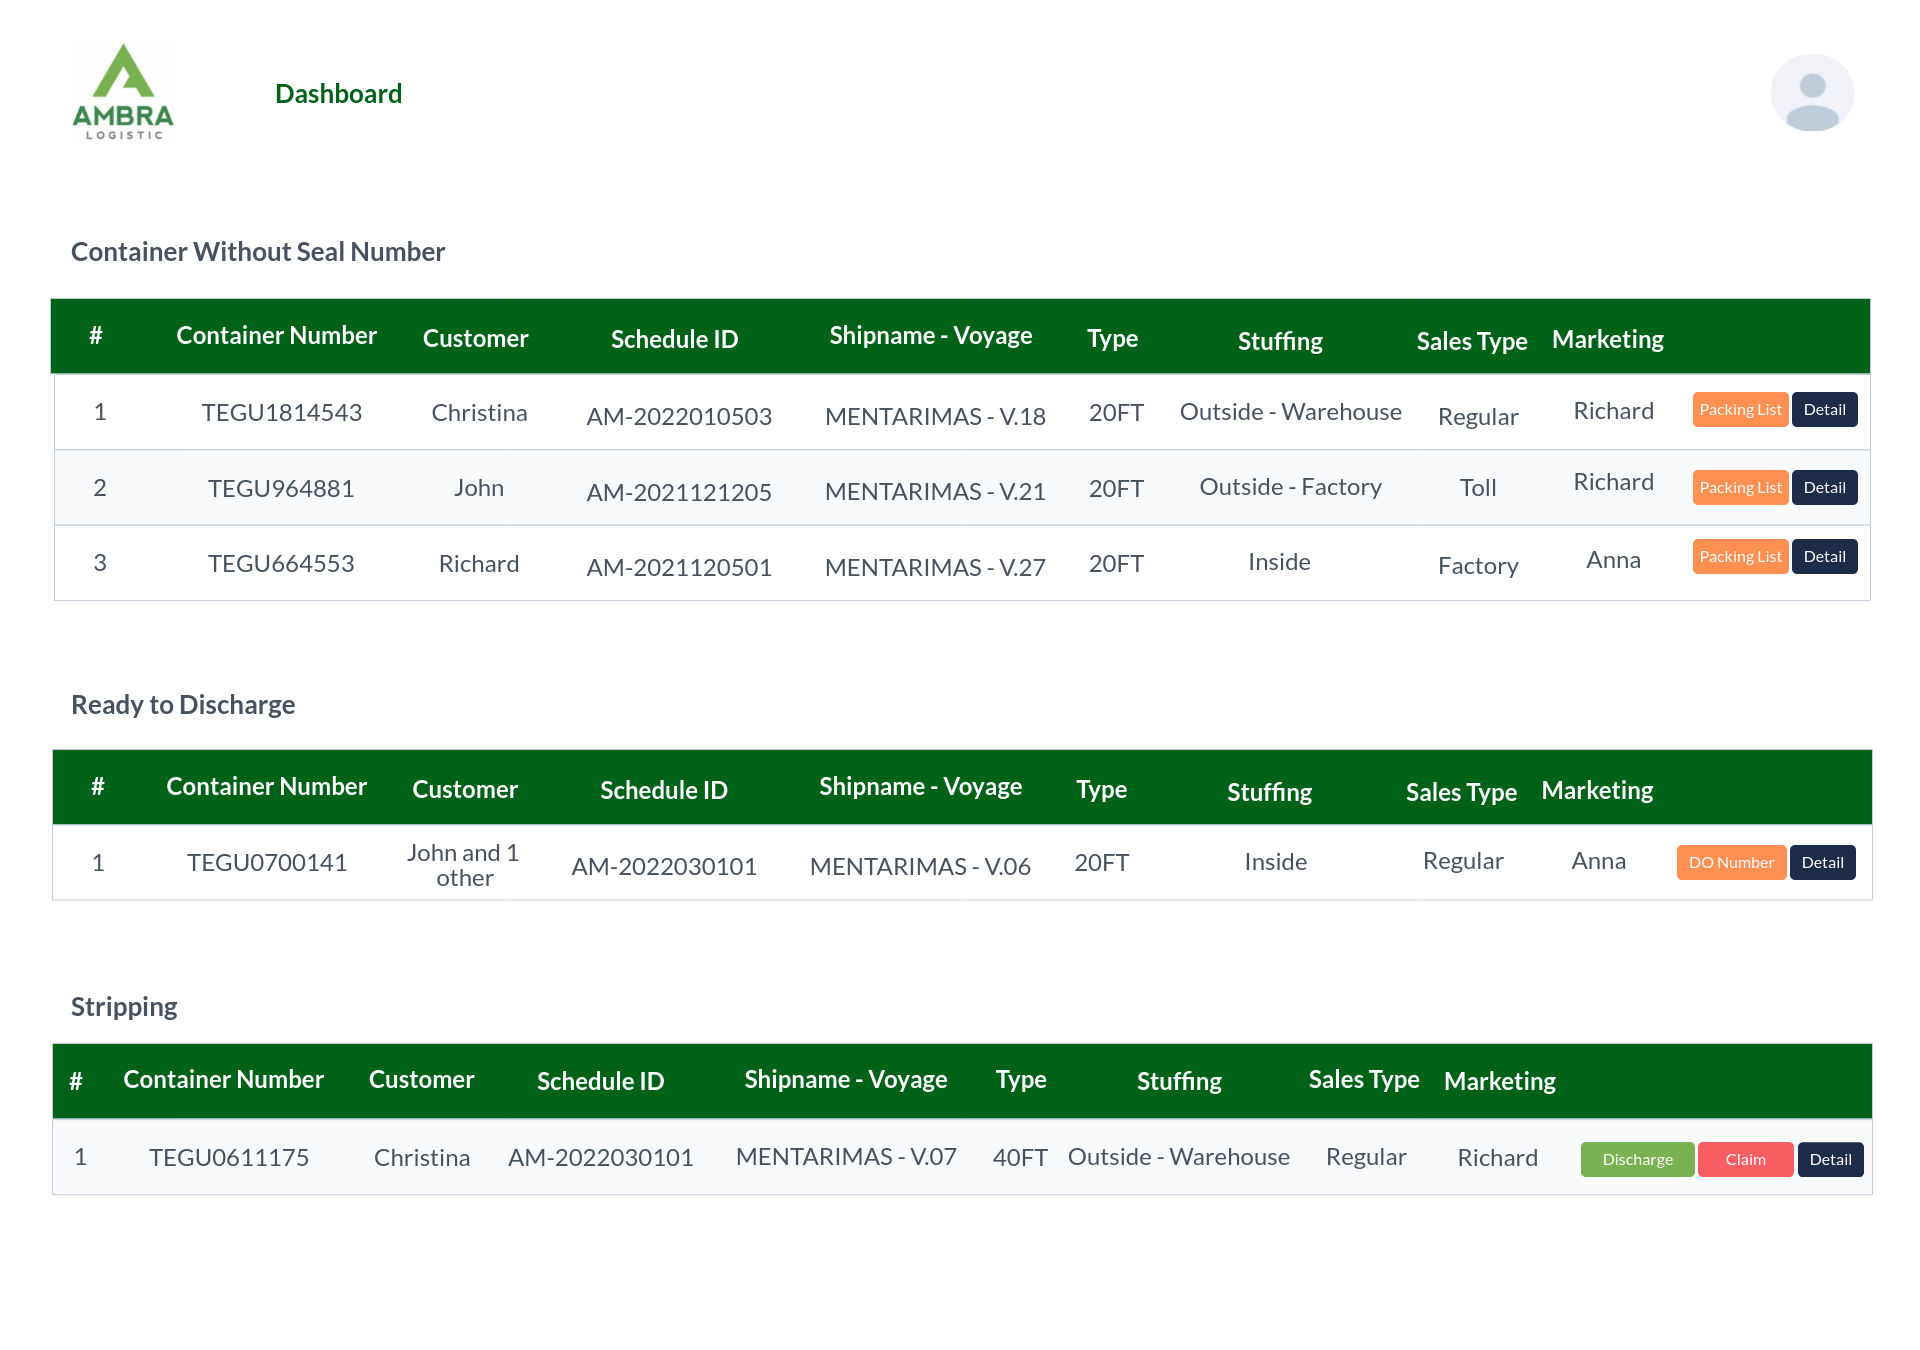 AMBRA
LOGISTIC
Dashboard
Container Without Seal Number
# Container Number Customer Schedule ID Shipname - Voyage Type Stuffing Sales Type Marketing
1 TEGU1814543 Christina AM-2022010503 MENTARIMAS - V.18 20FT Outside - Warehouse Regular Richard Packing List Detail
2 TEGU964881 John AM-2021121205 MENTARIMAS - V.21 20FT Outside - Factory Toll Richard Packing List Detail
3 TEGU664553 Richard AM-2021120501 MENTARIMAS - V.27 20FT Inside Factory Anna Packing List Detail
Ready to Discharge
# Container Number Customer Schedule ID Shipname - Voyage Type Stuffing Sales Type Marketing
1 TEGU0700141 John and 1 other AM-2022030101 MENTARIMAS - V.06 20FT Inside Regular Anna DO Number Detail
Stripping
# Container Number Customer Schedule ID Shipname - Voyage Type Stuffing Sales Type Marketing
1 TEGU0611175 Christina AM-2022030101 MENTARIMAS - V.07 40FT Outside - Warehouse Regular Richard Discharge Claim Detail